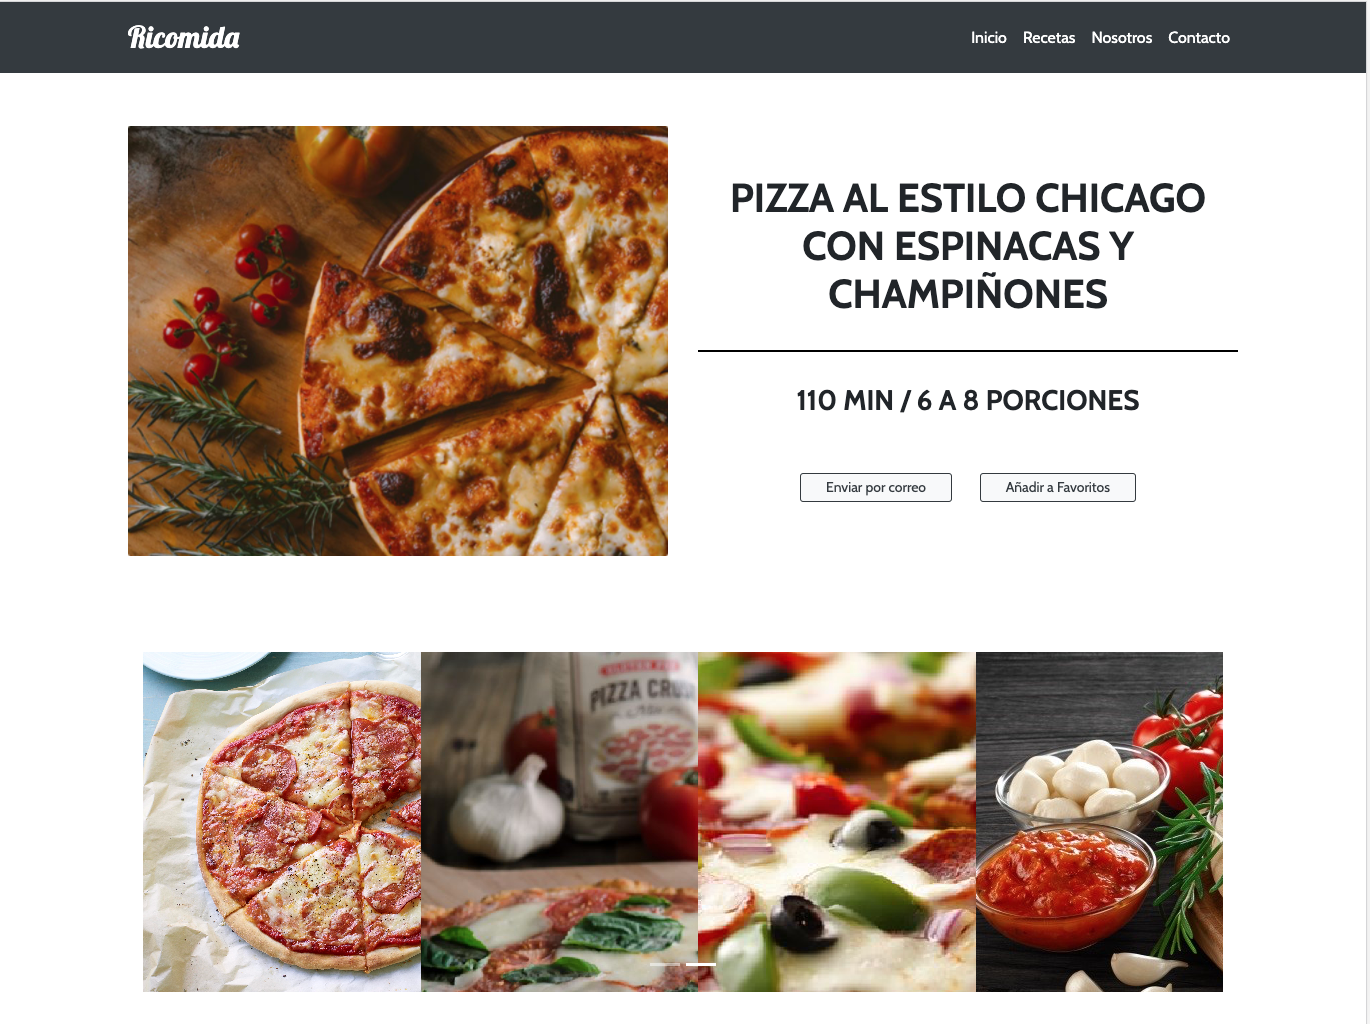 Ricomida
Inicio Recetas Nosotros Contacto
PIZZA AL ESTILO CHICAGO
CON ESPINACAS Y
CHAMPIÑONES
110 MIN / 6 A 8 PORCIONES
Enviar por correo Añadir a Favoritos
PIZZA